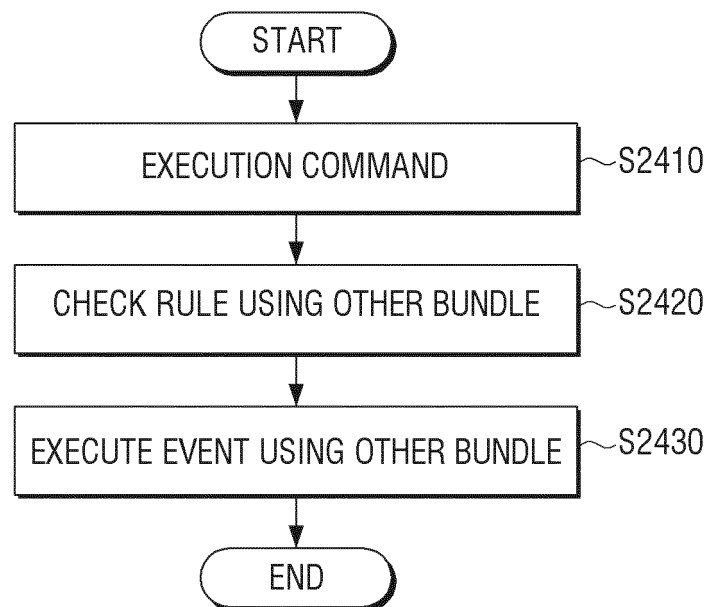 START
EXECUTION COMMAND
S2410
CHECK RULE USING OTHER BUNDLE
S2420
EXECUTE EVENT USING OTHER BUNDLE
S2430
END